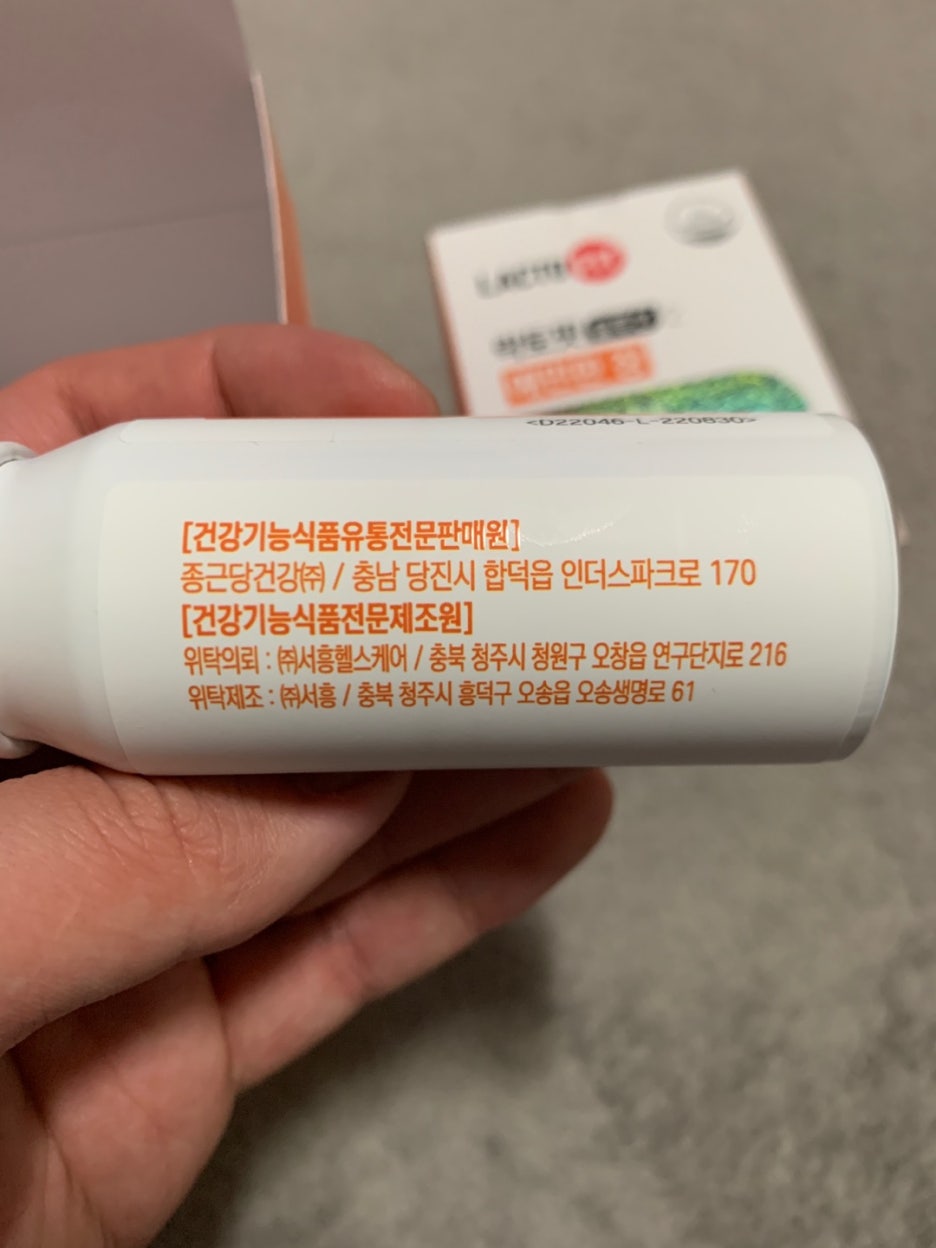 LACTO
<D22046-L-220830>
[건강기능식품유통전문판매원]
종근당건강㈜ / 충남 당진시 합덕읍 인더스파크로 170
[건강기능식품전문제조원]
위탁의뢰 : ㈜서흥헬스케어 / 충북 청주시 청원구 오창읍 연구단지로 216
위탁제조 : ㈜서흥 / 충북 청주시 흥덕구 오송읍 오송생명로 61